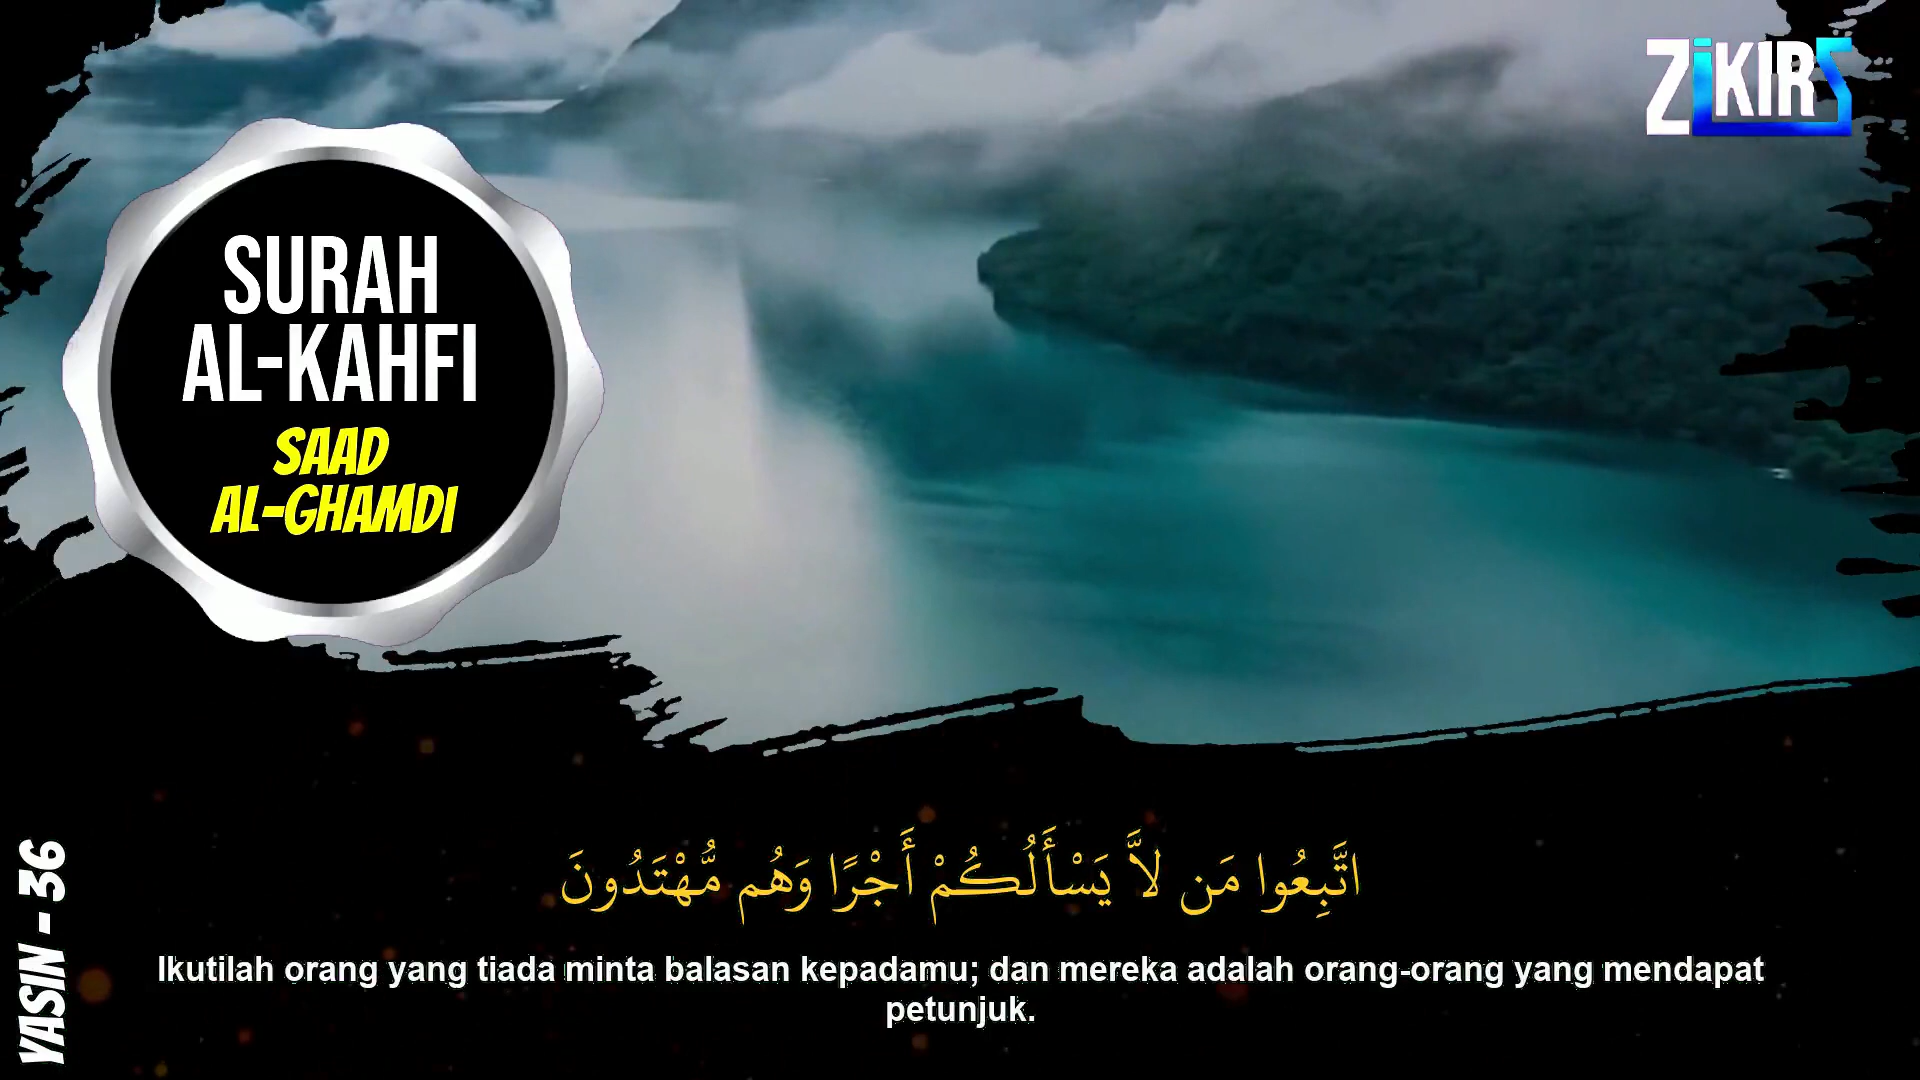 ZiKIRS
SURAH
AL-KAHFI
SAAD
AL-GHAMDI
YASIN - 36
اتَّبِعُوا مَن لاَّ يَسْأَلُكُمْ أَجْرًا وَهُم مُّهْتَدُونَ
Ikutilah orang yang tiada minta balasan kepadamu; dan mereka adalah orang-orang yang mendapat
petunjuk.